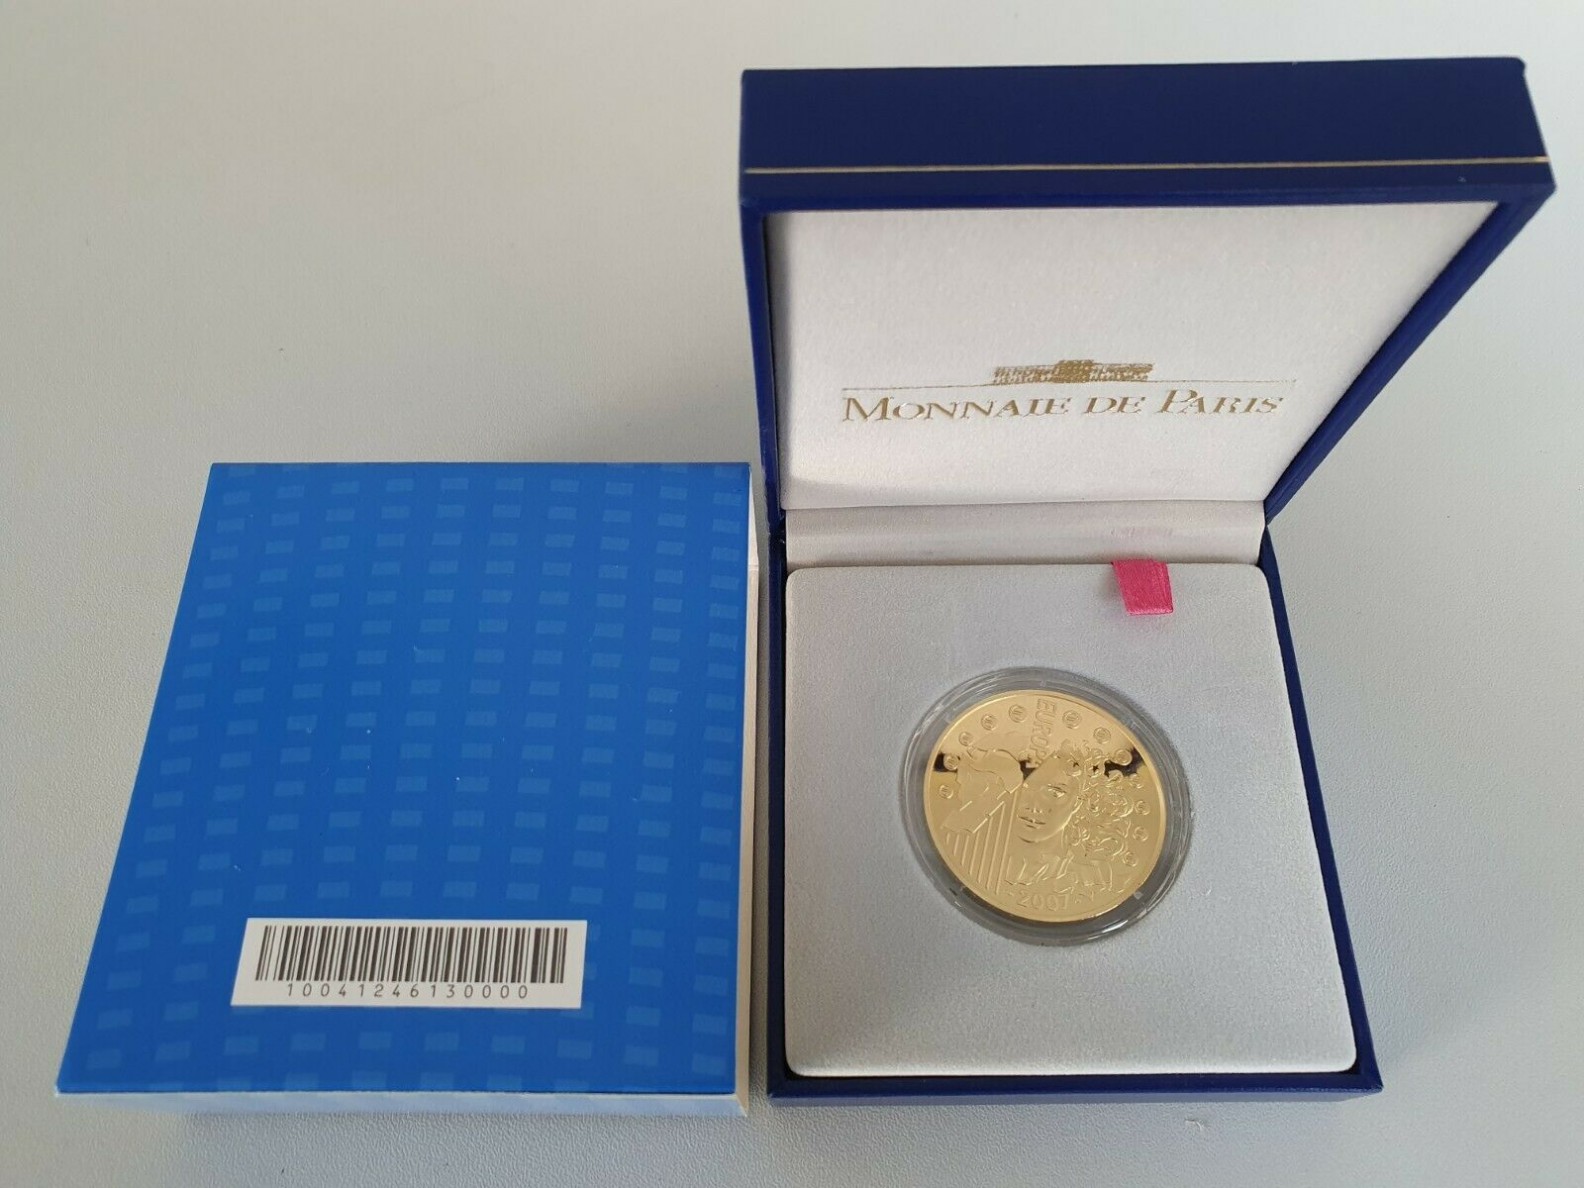 MONNAIE DE PARIS
EUROPA
2007
10041246130000